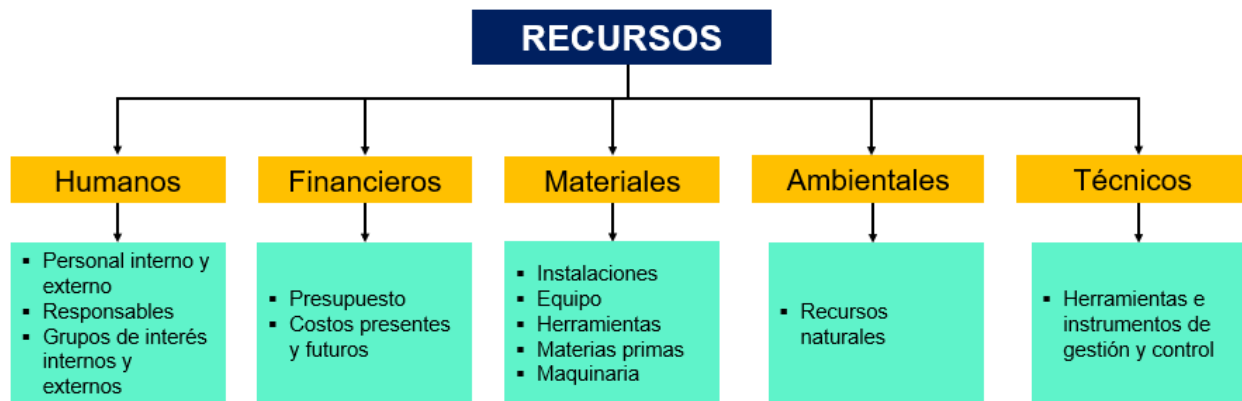 RECURSOS
Humanos
Financieros
Materiales
Ambientales
Técnicos
▪ Personal interno y
externo
▪ Responsables
▪ Grupos de interés
internos y
externos
▪ Presupuesto
▪ Costos presentes
y futuros
▪ Instalaciones
▪ Equipo
▪ Herramientas
▪ Materias primas
▪ Maquinaria
▪ Recursos
naturales
▪ Herramientas e
instrumentos de
gestión y control